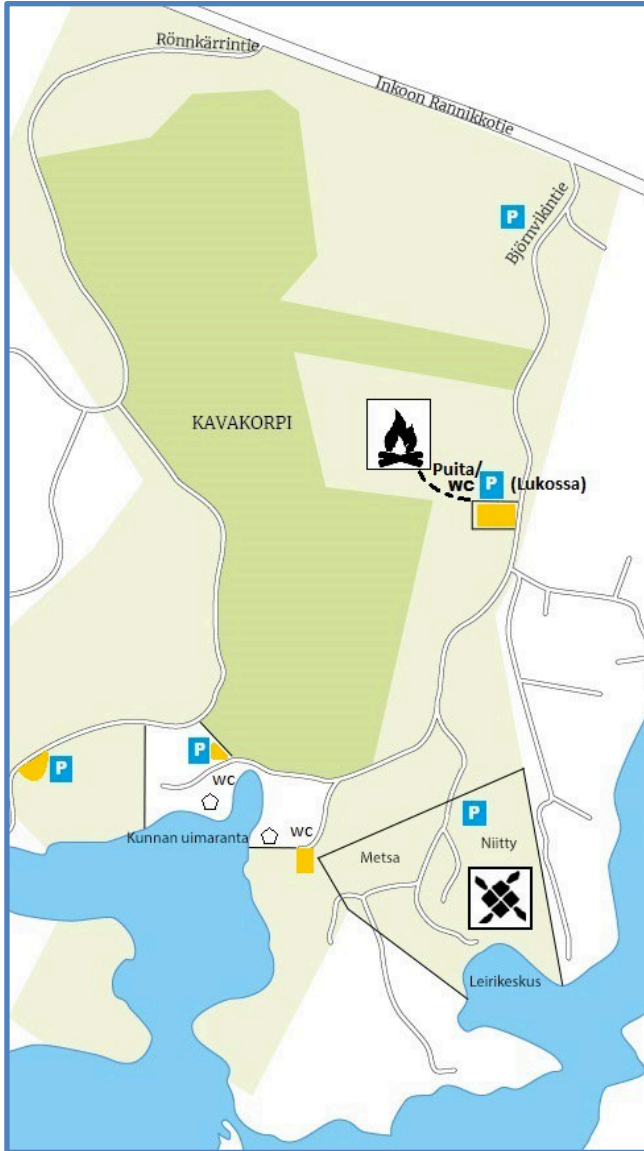 Rönnkärrintie
Inkoon Rannikkotie
P
Björnvikintie
KAVAKORPI
Puita/
wc P (Lukossa)
P
P
wc
Kunnan uimaranta
wc
P
Metsa
Niitty
Leirikeskus